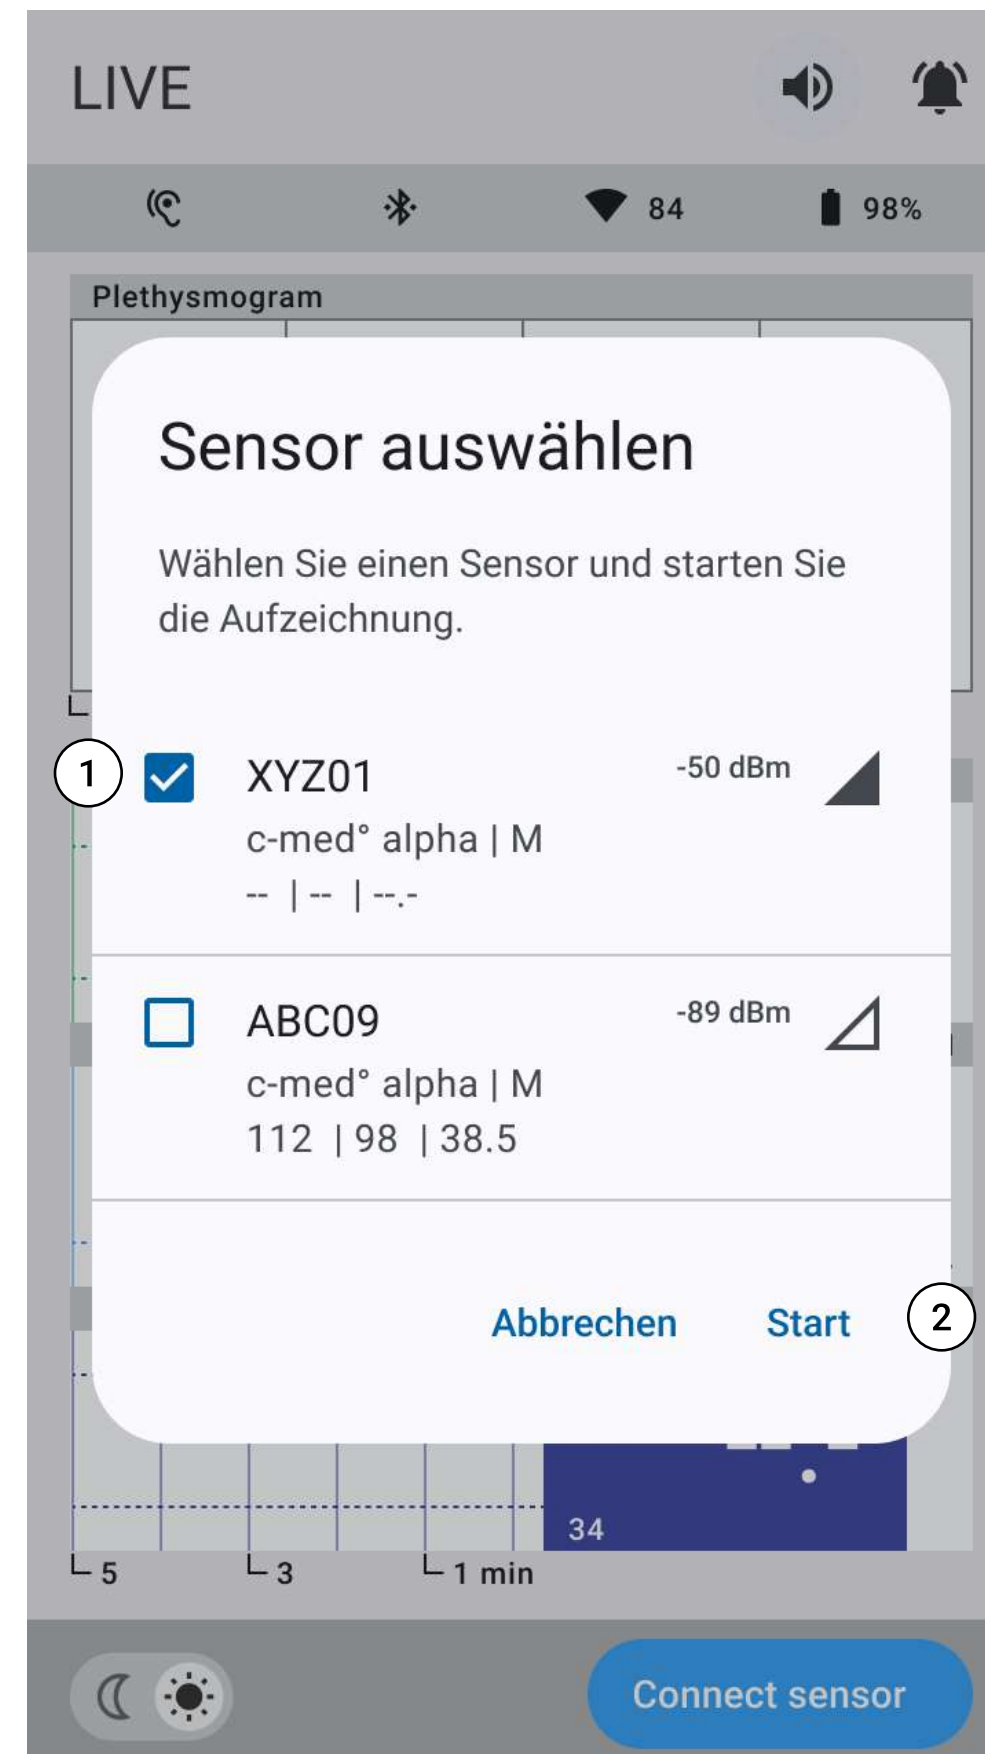 LIVE
84
98%
Plethysmogram
Sensor auswählen
Wählen Sie einen Sensor und starten Sie
die Aufzeichnung.
1
XYZ01
-50 dBm
c-med° alpha | M
-- | -- | --.-
ABC09
-89 dBm
c-med° alpha | M
112 | 98 | 38.5
Abbrechen
Start
2
34
5
3
1 min
Connect sensor